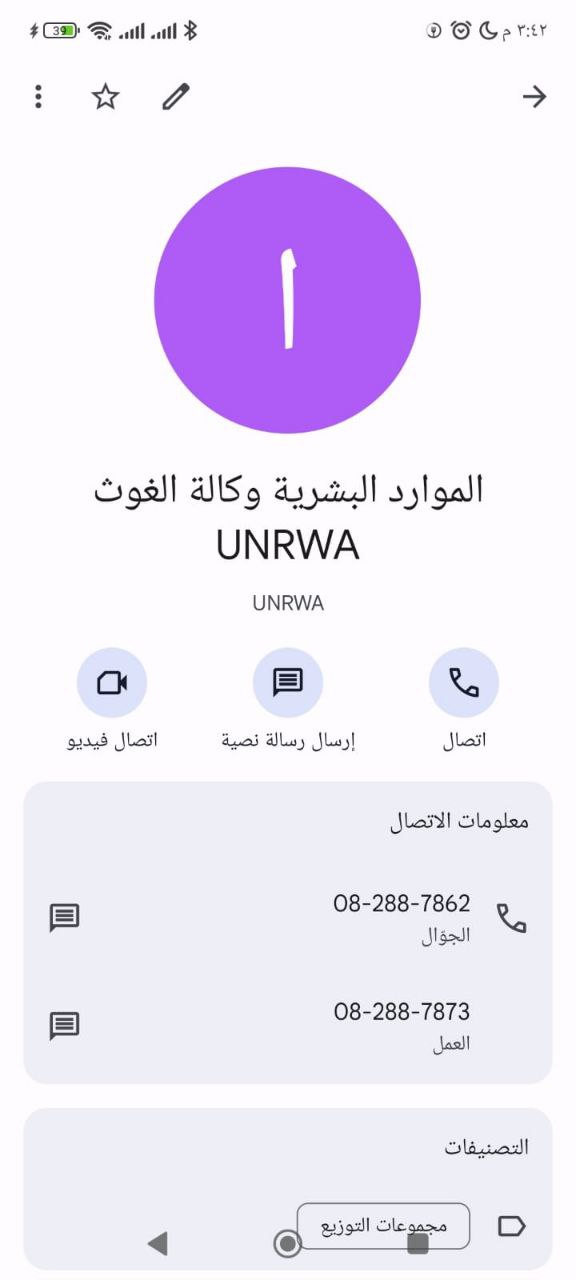 ٣:٤٢ م
39
ا
الموارد البشرية وكالة الغوث
UNRWA
UNRWA
اتصال
إرسال رسالة نصية
اتصال فيديو
معلومات الاتصال
08-288-7862
الجوّال
08-288-7873
العمل
التصنيفات
مجموعات التوزيع